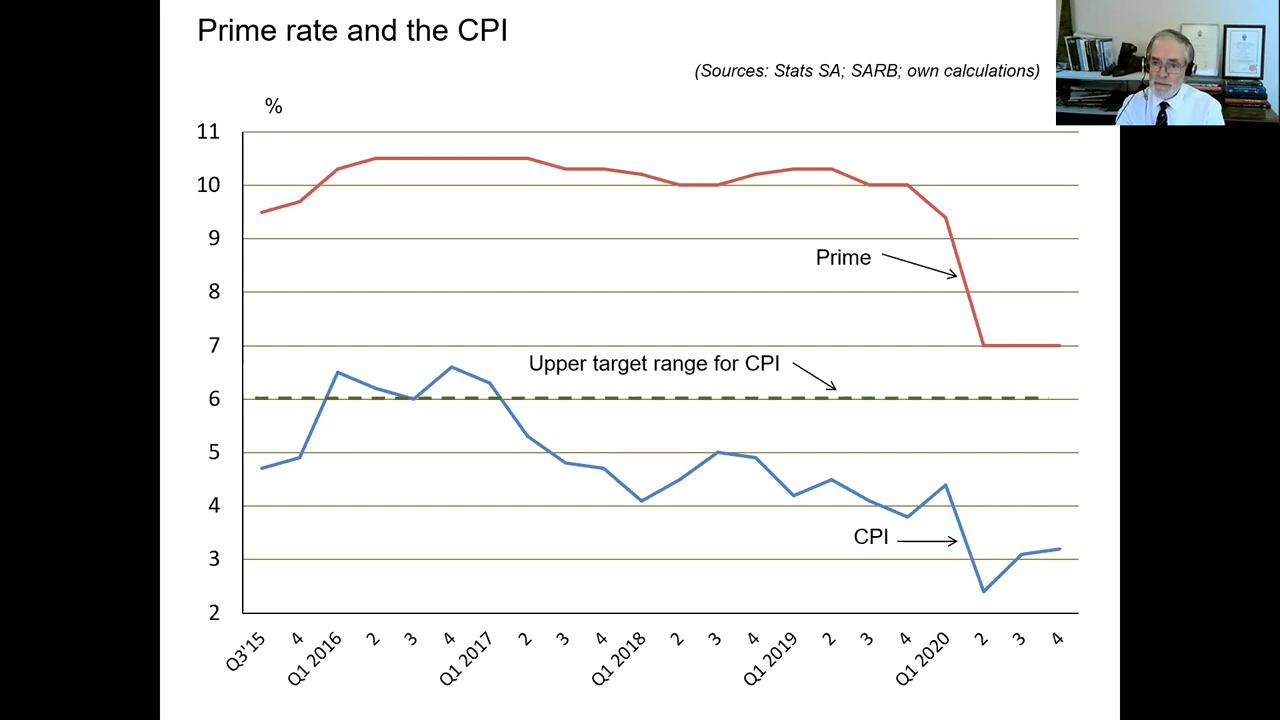 Prime rate and the CPI
(Sources: Stats SA; SARB; own calculations)
%
11
10
9
Prime
8
7
Upper target range for CPI
6
5
4
CPI
3
2
Q3'15
4
Q1 2016
2
3
4
Q1 2017
2
3
4
Q1 2018
2
3
4
Q1 2019
2
3
4
Q1 2020
2
3
4